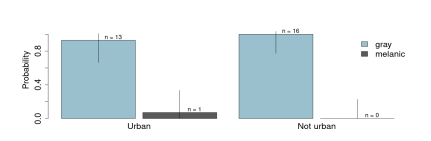 n = 13
n = 16
gray
melanic
0.8
Probability
0.4
n = 1
0.0
n = 0
Urban
Not urban